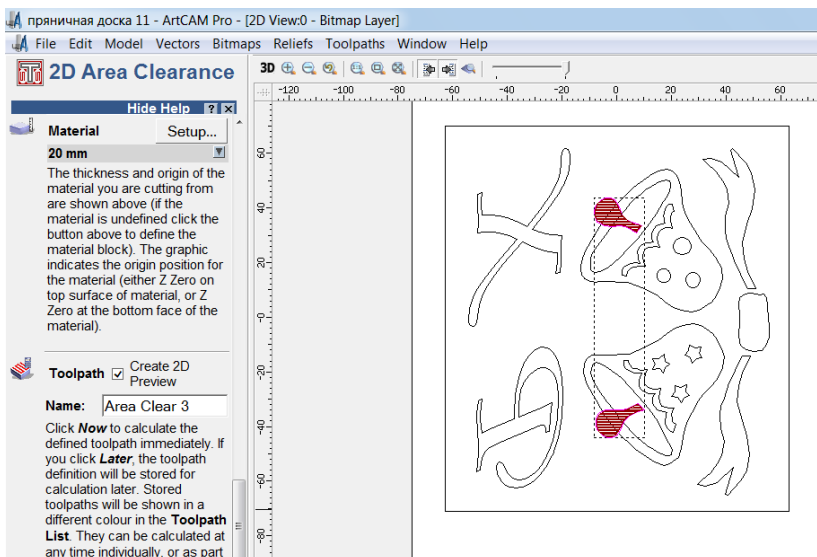 пряничная доска 11 - ArtCAM Pro - [2D View:0 - Bitmap Layer]
File Edit Model Vectors Bitmaps Reliefs Toolpaths Window Help
2D Area Clearance
3D
Hide Help ? X
-120 -100 -80 -60 -40 -20 0 20 40 60
Material
Setup...
20 mm
The thickness and origin of the
material you are cutting from
are shown above (if the
material is undefined click the
button above to define the
material block). The graphic
indicates the origin position for
the material (either Z Zero on
top surface of material, or Z
Zero at the bottom face of the
material).
Toolpath
Create 2D
Preview
Name:
Area Clear 3
Click Now to calculate the
defined toolpath immediately. If
you click Later, the toolpath
definition will be stored for
calculation later. Stored
toolpaths will be shown in a
different colour in the Toolpath
List. They can be calculated at
any time individually, or as part
60
40
20
-0-
-20
-40
-60
-80